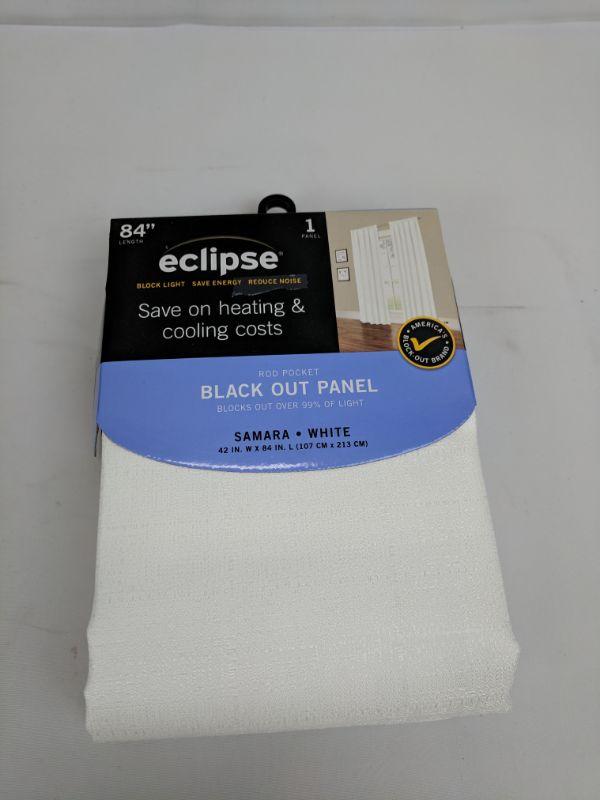 84”
LENGTH
1
PANEL
eclipse®
BLOCK LIGHT SAVE ENERGY REDUCE NOISE
Save on heating &
cooling costs
AMERICA'S
BLOCK-OUT BRAND
ROD POCKET
BLACK OUT PANEL
BLOCKS OUT OVER 99% OF LIGHT
SAMARA • WHITE
42 IN. W X 84 IN. L (107 CM x 213 CM)